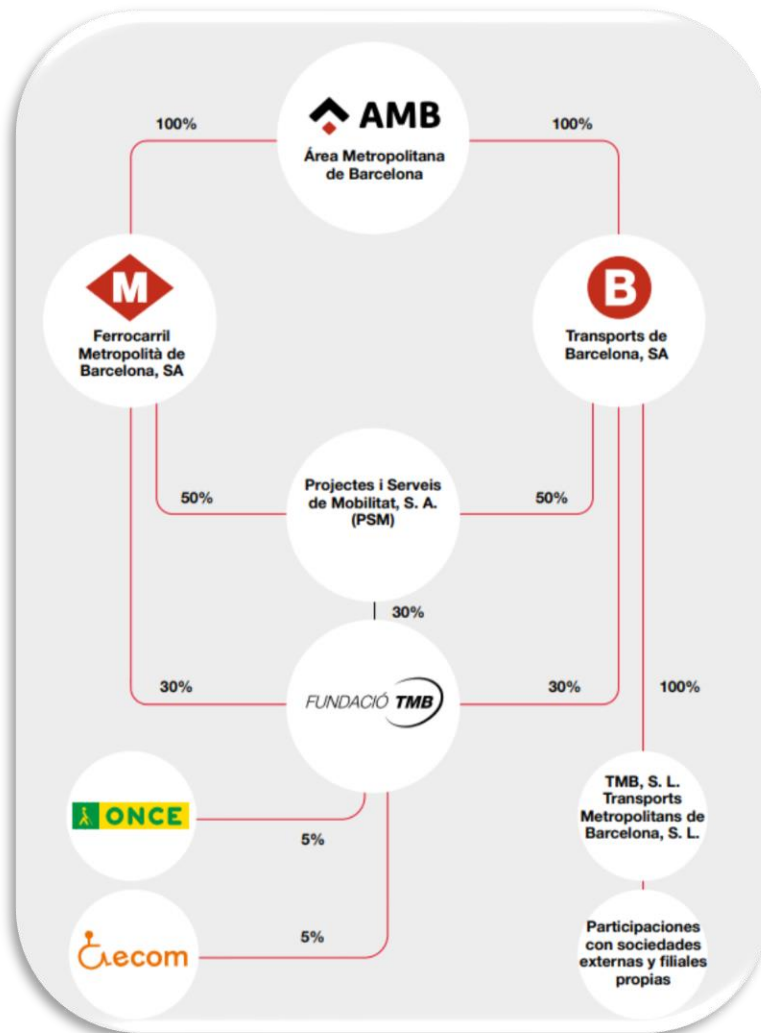 AMB
Área Metropolitana
de Barcelona
100%
100%
M
Ferrocarril
Metropolità de
Barcelona, SA
B
Transports de
Barcelona, SA
Projectes i Serveis
de Mobilitat, S. A.
(PSM)
50%
50%
30%
FUNDACIÓ TMB
30%
30%
100%
ONCE
5%
TMB, S. L.
Transports
Metropolitans de
Barcelona, S. L.
ecom
5%
Participaciones
con sociedades
externas y filiales
propias